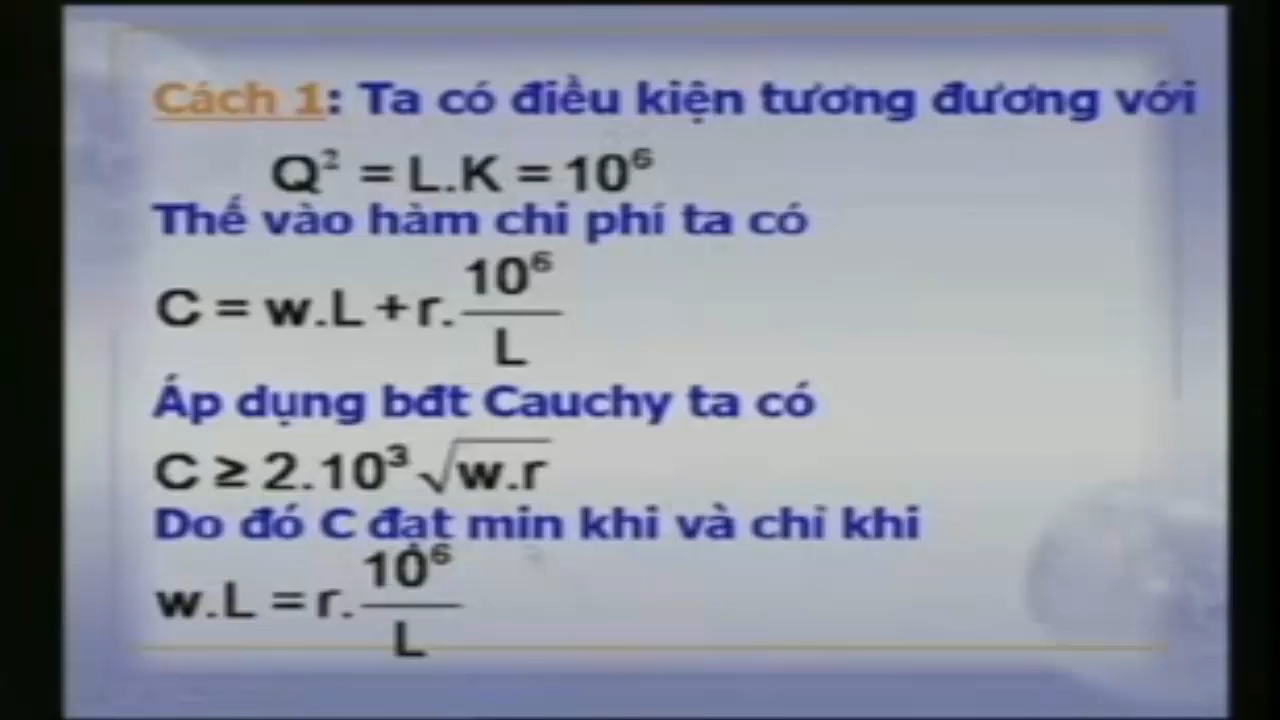 Cách 1: Ta có điều kiện tương đương với
Q² = L.K = 10⁶
Thế vào hàm chi phí ta có
C = w.L + r. 10⁶/L
Áp dụng bđt Cauchy ta có
C ≥ 2.10³ √w.r
Do đó C đạt min khi và chỉ khi
w.L = r. 10⁶/L